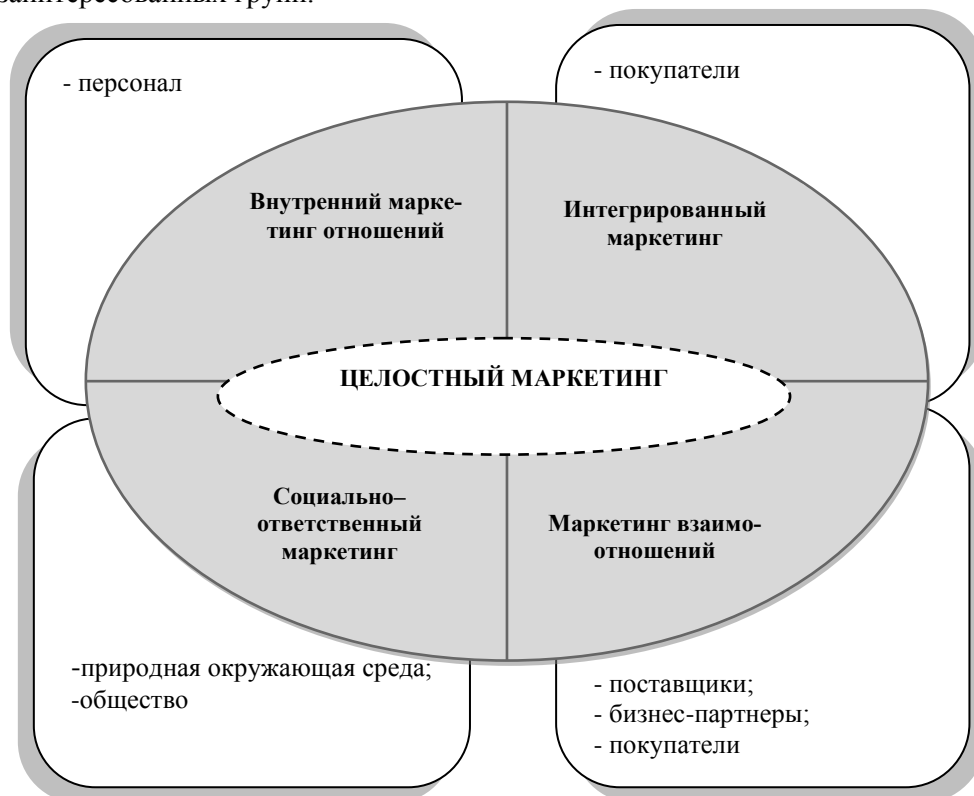 заинтересованных групп.
- персонал
- покупатели
Внутренний марке-
тинг отношений
Интегрированный
маркетинг
ЦЕЛОСТНЫЙ МАРКЕТИНГ
Социально–
ответственный
маркетинг
Маркетинг взаимо-
отношений
-природная окружающая среда;
-общество
- поставщики;
- бизнес-партнеры;
- покупатели